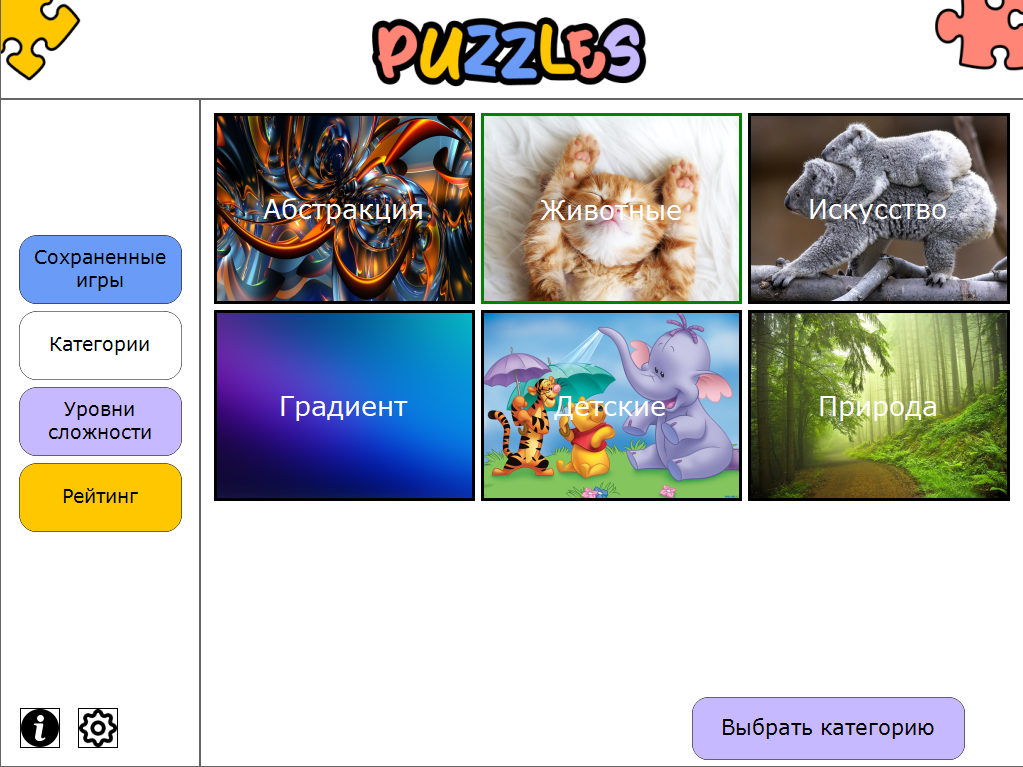 PUZZLES
Сохраненные
игры
Категории
Уровни
сложности
Рейтинг
Абстракция
Животные
Искусство
Градиент
Детские
Природа
i
Выбрать категорию